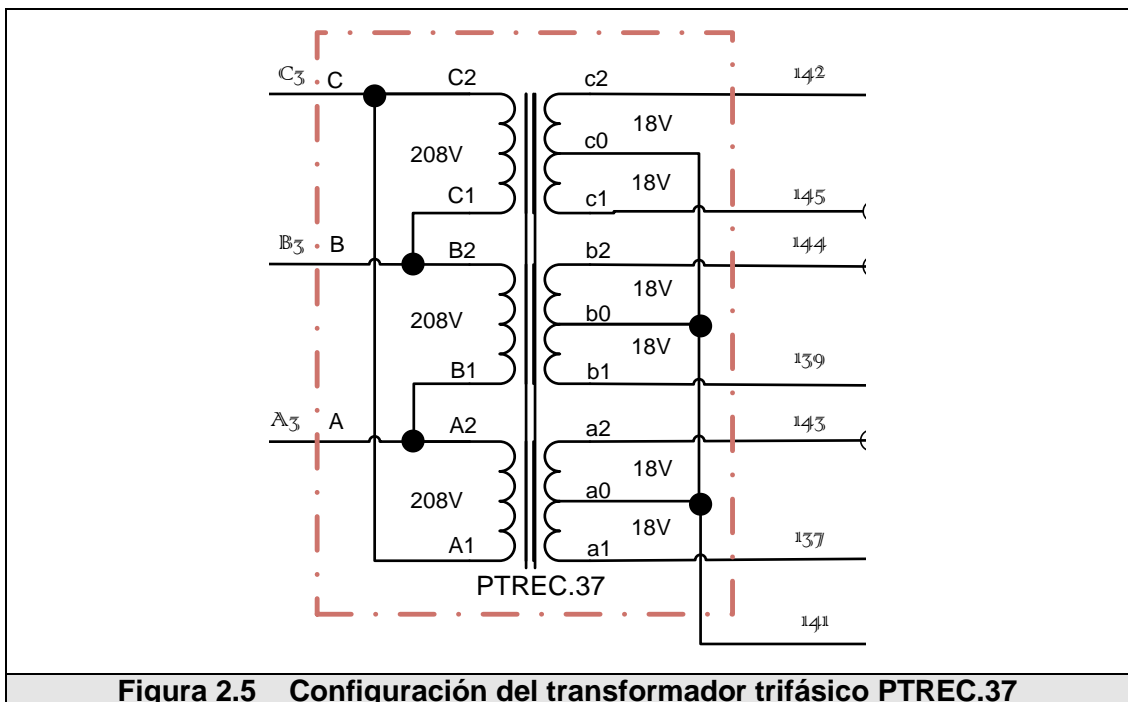 C3 C C2 c2 142
18V
c0
208V
18V
C1 c1 145
B3 B B2 b2 144
18V
208V b0
18V
B1 b1 139
A3 A A2 a2 143
18V
a0
208V
18V
A1 a1 137
PTREC.37
141
Figura 2.5 Configuración del transformador trifásico PTREC.37